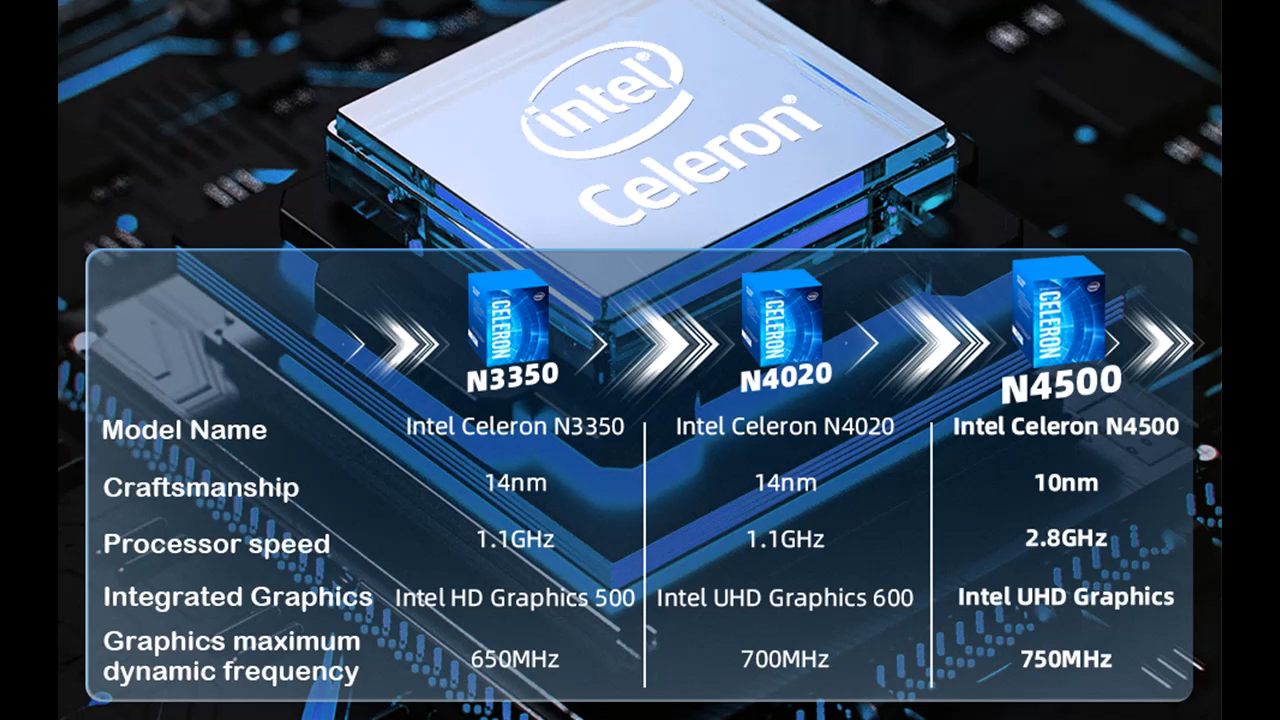 intel®
Celeron®
CELERON
CELERON
CELERON
N3350
N4020
N4500
Model Name Intel Celeron N3350 Intel Celeron N4020 Intel Celeron N4500
Craftsmanship 14nm 14nm 10nm
Processor speed 1.1GHz 1.1GHz 2.8GHz
Integrated Graphics Intel HD Graphics 500 Intel UHD Graphics 600 Intel UHD Graphics
Graphics maximum
dynamic frequency 650MHz 700MHz 750MHz